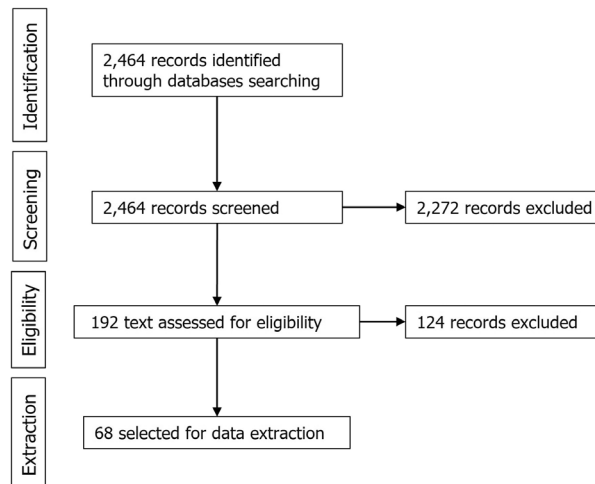 Identification
2,464 records identified
through databases searching
Screening
2,464 records screened
2,272 records excluded
Eligibility
192 text assessed for eligibility
124 records excluded
Extraction
68 selected for data extraction